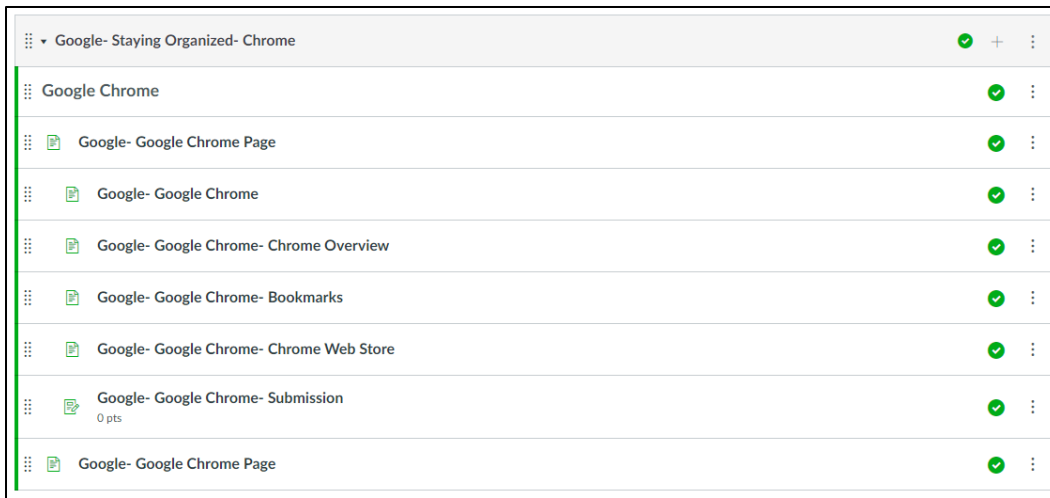 Google- Staying Organized- Chrome
Google Chrome
Google- Google Chrome Page
Google- Google Chrome
Google- Google Chrome- Chrome Overview
Google- Google Chrome- Bookmarks
Google- Google Chrome- Chrome Web Store
Google- Google Chrome- Submission
0 pts
Google- Google Chrome Page